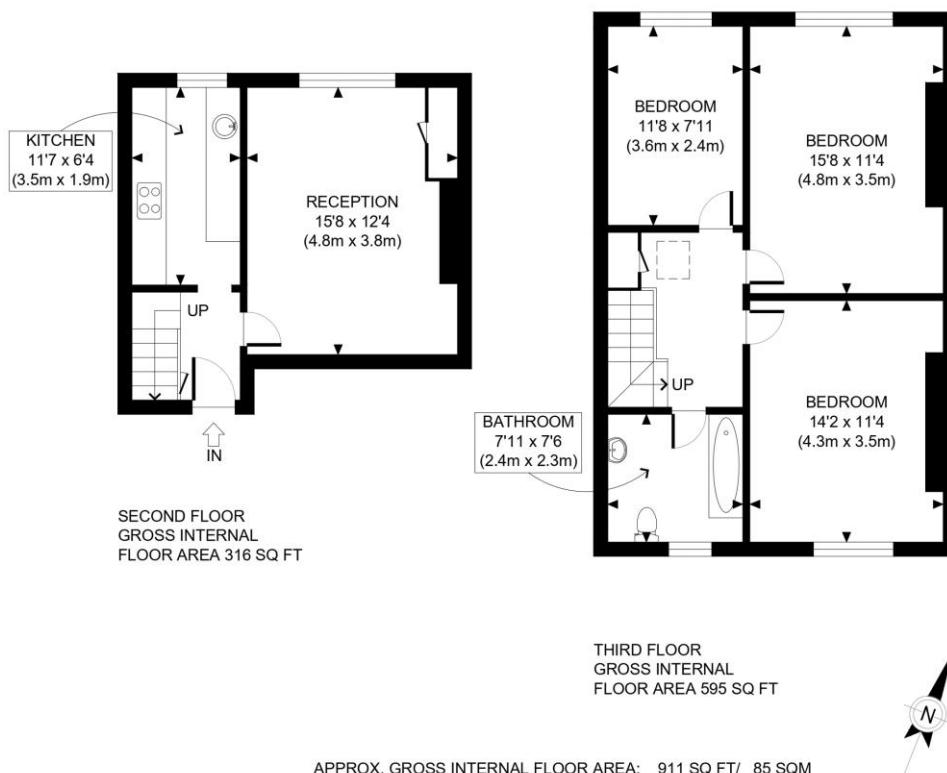 KITCHEN
11'7 x 6'4
(3.5m x 1.9m)
RECEPTION
15'8 x 12'4
(4.8m x 3.8m)
UP
IN
SECOND FLOOR
GROSS INTERNAL
FLOOR AREA 316 SQ FT
BEDROOM
11'8 x 7'11
(3.6m x 2.4m)
BEDROOM
15'8 x 11'4
(4.8m x 3.5m)
UP
BATHROOM
7'11 x 7'6
(2.4m x 2.3m)
BEDROOM
14'2 x 11'4
(4.3m x 3.5m)
THIRD FLOOR
GROSS INTERNAL
FLOOR AREA 595 SQ FT
N
APPROX. GROSS INTERNAL FLOOR AREA: 911 SQ FT/ 85 SQM